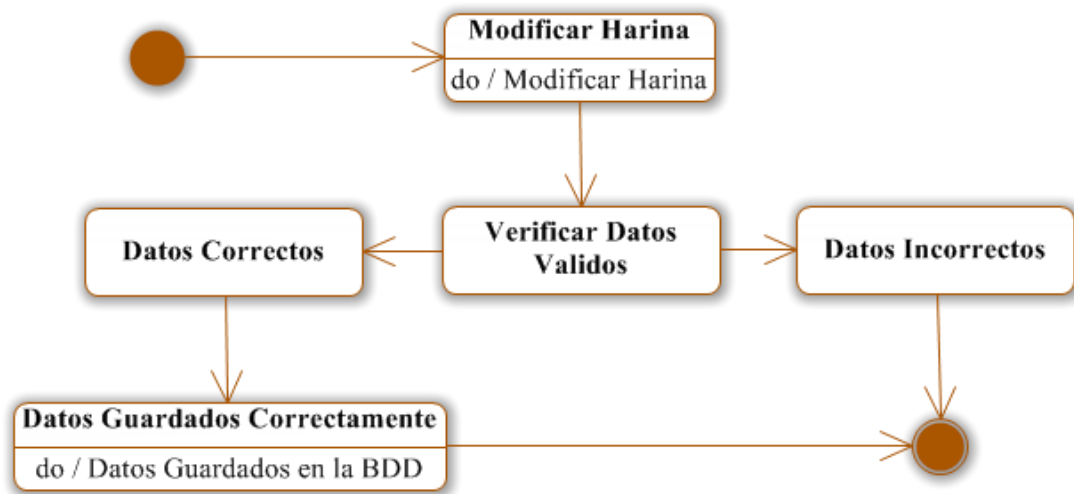 Modificar Harina
do / Modificar Harina
Datos Correctos
Verificar Datos
Validos
Datos Incorrectos
Datos Guardados Correctamente
do / Datos Guardados en la BDD